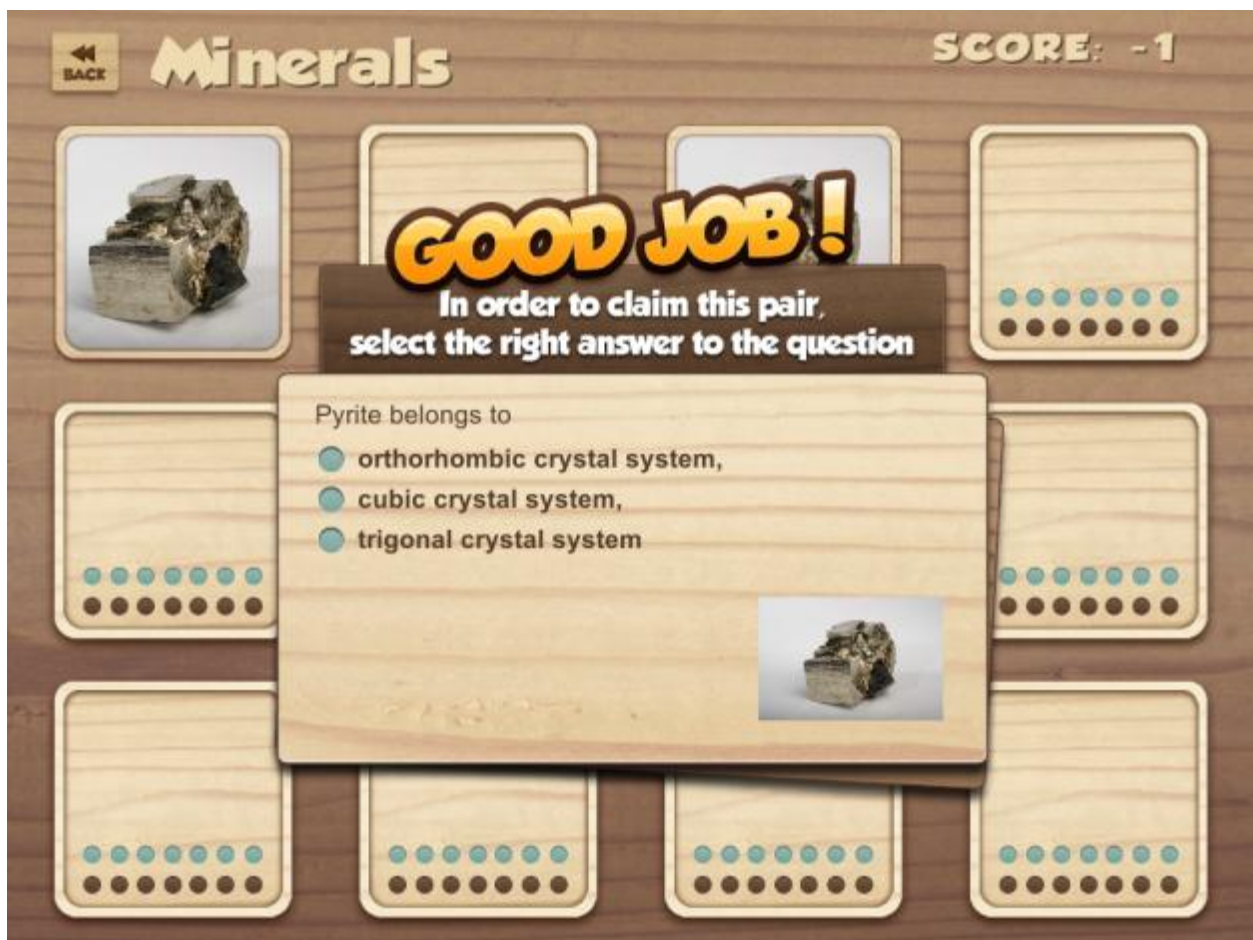 BACK
Minerals
SCORE: -1
GOOD JOB!
In order to claim this pair,
select the right answer to the question
Pyrite belongs to
orthorhombic crystal system,
cubic crystal system,
trigonal crystal system